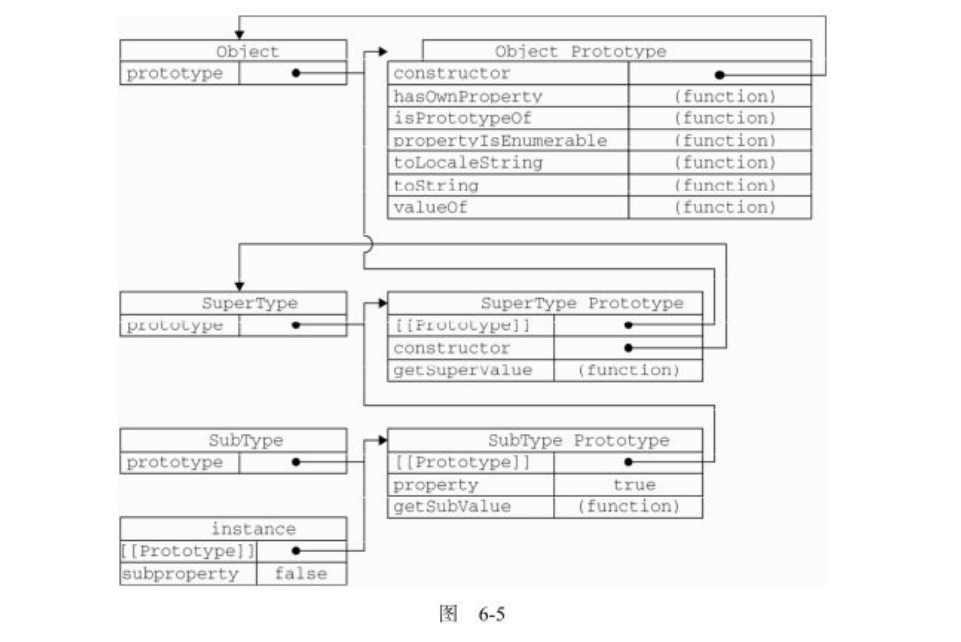 Object
prototype
Object Prototype
constructor
hasOwnProperty (function)
isPrototypeOf (function)
propertyIsEnumerable (function)
toLocaleString (function)
toString (function)
valueOf (function)
SuperType
prototype
SuperType Prototype
[[Prototype]]
constructor
getSuperValue (function)
SubType
prototype
SubType Prototype
[[Prototype]]
property true
getSubValue (function)
instance
[[Prototype]]
subproperty false
图 6-5